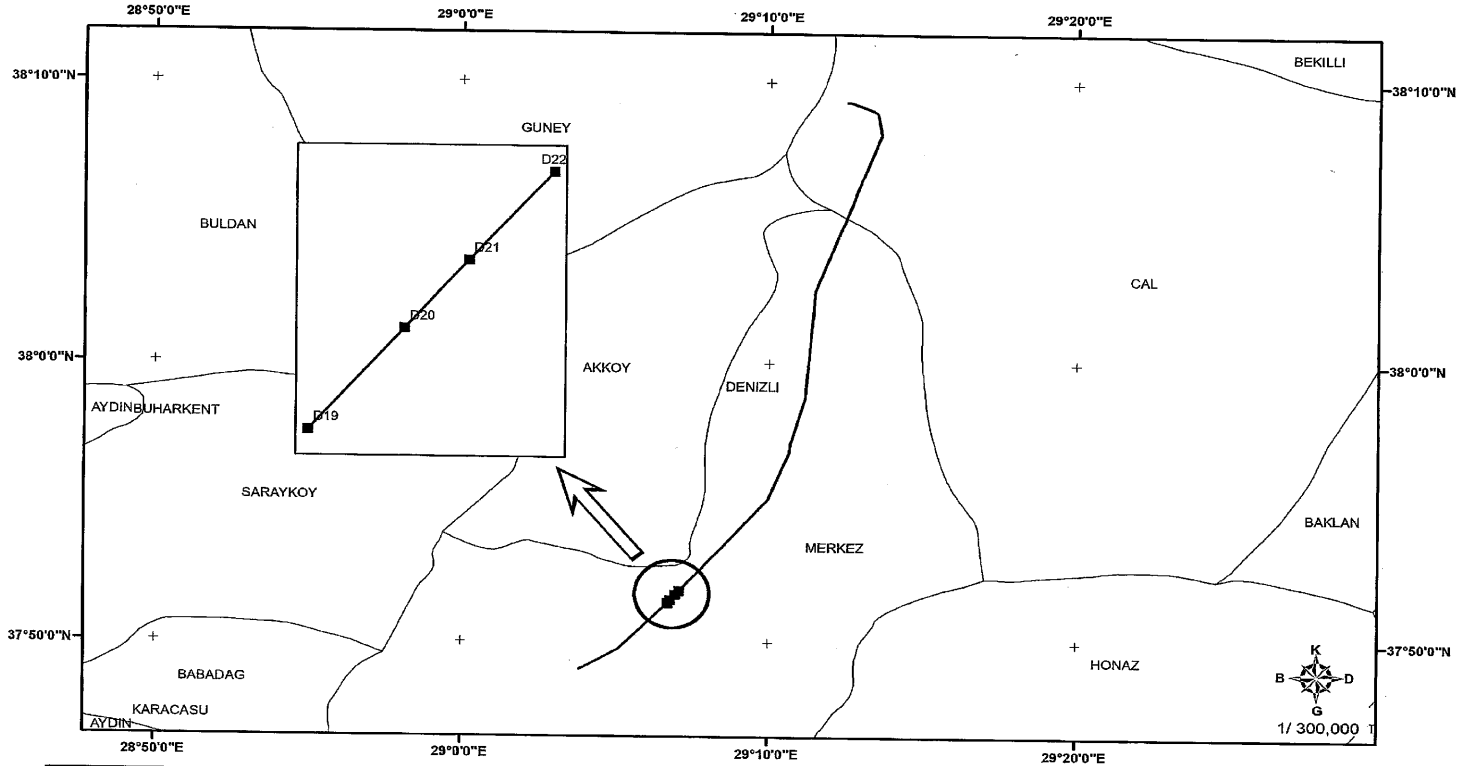 28°50'0"E
29°0'0"E
29°10'0"E
29°20'0"E
38°10'0"N
BEKILLI
38°10'0"N
GUNEY
D22
BULDAN
D21
CAL
D20
38°0'0"N
AKKOY
38°0'0"N
DENIZLI
AYDINBUHARKENT
D19
SARAYKOY
BAKLAN
MERKEZ
37°50'0"N
37°50'0"N
K
HONAZ
BABADAG
B
D
G
KARACASU
AYDIN
1/ 300,000
28°50'0"E
29°0'0"E
29°10'0"E
29°20'0"E